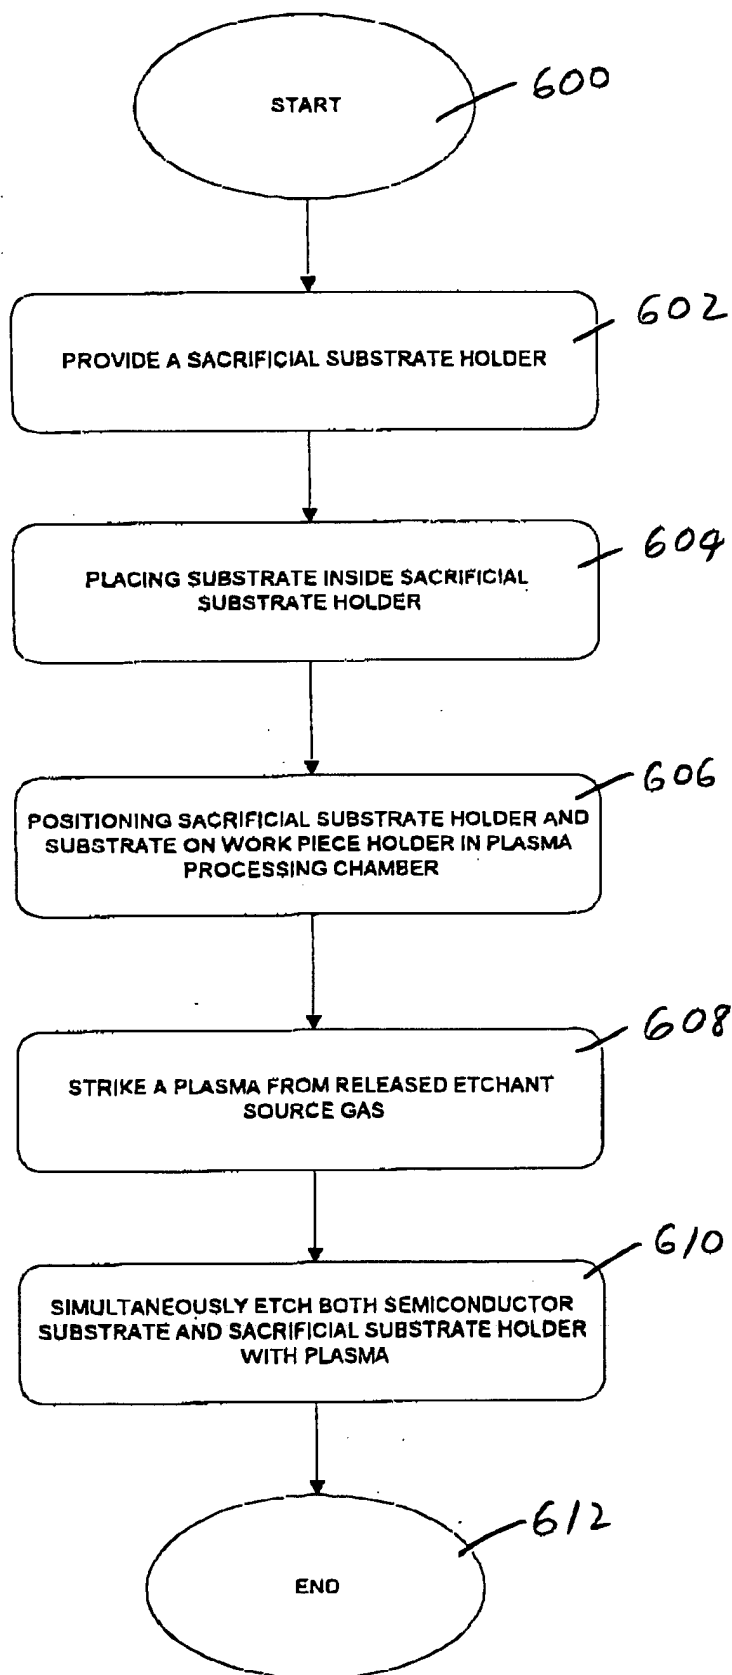 START
600
PROVIDE A SACRIFICIAL SUBSTRATE HOLDER
602
PLACING SUBSTRATE INSIDE SACRIFICIAL
SUBSTRATE HOLDER
604
POSITIONING SACRIFICIAL SUBSTRATE HOLDER AND
SUBSTRATE ON WORK PIECE HOLDER IN PLASMA
PROCESSING CHAMBER
606
STRIKE A PLASMA FROM RELEASED ETCHANT
SOURCE GAS
608
SIMULTANEOUSLY ETCH BOTH SEMICONDUCTOR
SUBSTRATE AND SACRIFICIAL SUBSTRATE HOLDER
WITH PLASMA
610
END
612